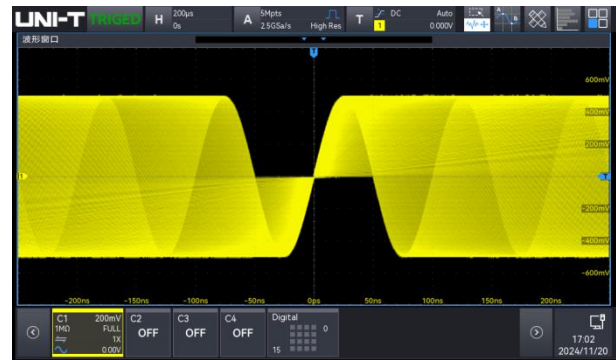 UNI-T TRIGED H 200μs 0s A 5Mpts 2.5GSa/s High Res T DC 1 Auto 0.000V
波形窗口
T
600mV
400mV
200mV
1 T
-200mV
-400mV
-600mV
-200ns -150ns -100ns -50ns 0ps 50ns 100ns 150ns 200ns
C1 200mV C2 C3 C4 Digital
1MΩ FULL OFF OFF OFF 0
1X
0.00V 15
17:02
2024/11/20